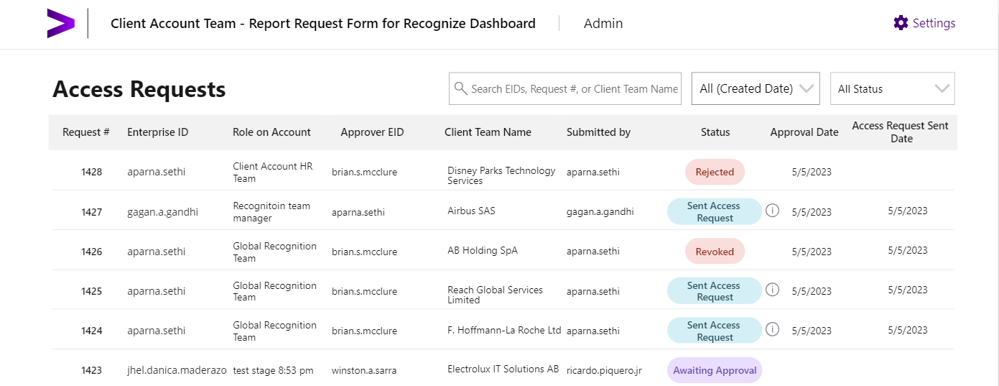 Client Account Team - Report Request Form for Recognize Dashboard Admin Settings
Access Requests Search EIDs, Request #, or Client Team Name All (Created Date) All Status
Request # Enterprise ID Role on Account Approver EID Client Team Name Submitted by Status Approval Date Access Request Sent Date
1428 aparna.sethi Client Account HR Team brian.s.mcclure Disney Parks Technology Services aparna.sethi Rejected 5/5/2023
1427 gagan.a.gandhi Recognitoin team manager aparna.sethi Airbus SAS gagan.a.gandhi Sent Access Request 5/5/2023 5/5/2023
1426 aparna.sethi Global Recognition Team brian.s.mcclure AB Holding SpA aparna.sethi Revoked 5/5/2023 5/5/2023
1425 aparna.sethi Global Recognition Team brian.s.mcclure Reach Global Services Limited aparna.sethi Sent Access Request 5/5/2023 5/5/2023
1424 aparna.sethi Global Recognition Team brian.s.mcclure F. Hoffmann-La Roche Ltd aparna.sethi Sent Access Request 5/5/2023 5/5/2023
1423 jhel.danica.maderazo test stage 8:53 pm winston.a.sarra Electrolux IT Solutions AB ricardo.piquero.jr Awaiting Approval